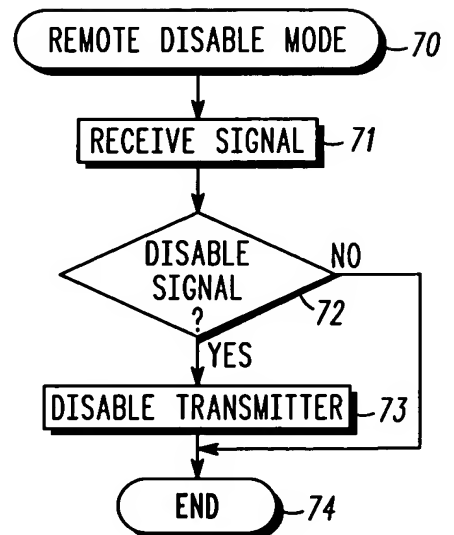 REMOTE DISABLE MODE 70
RECEIVE SIGNAL 71
DISABLE
SIGNAL
?
NO
72
YES
DISABLE TRANSMITTER 73
END 74